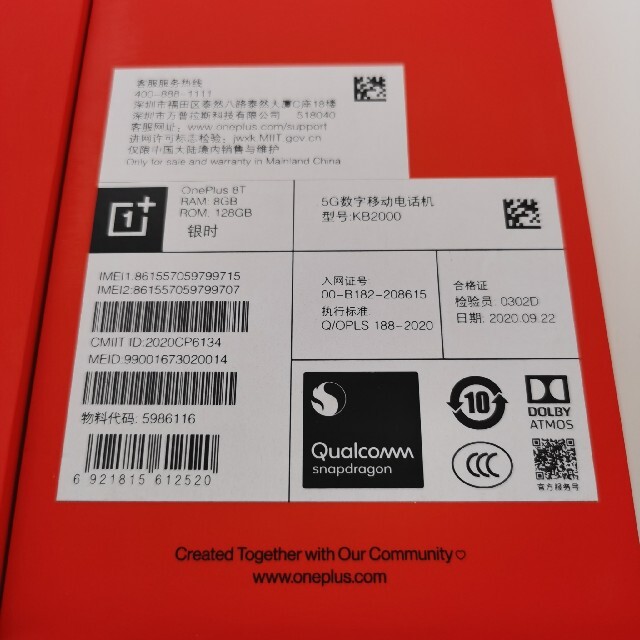 客服服务热线
400-888-1111
深圳市福田区泰然八路泰然大厦C座18楼
深圳市万普拉斯科技有限公司 518040
客服网址: www.oneplus.com/support
进网许可标志检验: jwxk.MIIT.gov.cn
仅限中国大陆境内销售与维护
Only for sale and warranty in Mainland China
1+
OnePlus 8T
RAM: 8GB
ROM: 128GB
银时
5G数字移动电话机
型号:KB2000
IMEI1:861557059799715
IMEI2:861557059799707
CMIIT ID:2020CP6134
MEID:99001673020014
物料代码: 5986116
6 921815 612520
入网证号
00-B182-208615
执行标准
Q/OPLS 188-2020
合格证
检验员: 0302D
日期: 2020.09.22
Qualcomm
snapdragon
10
CCC
DOLBY
ATMOS
官方服务号
Created Together with Our Community♡
www.oneplus.com